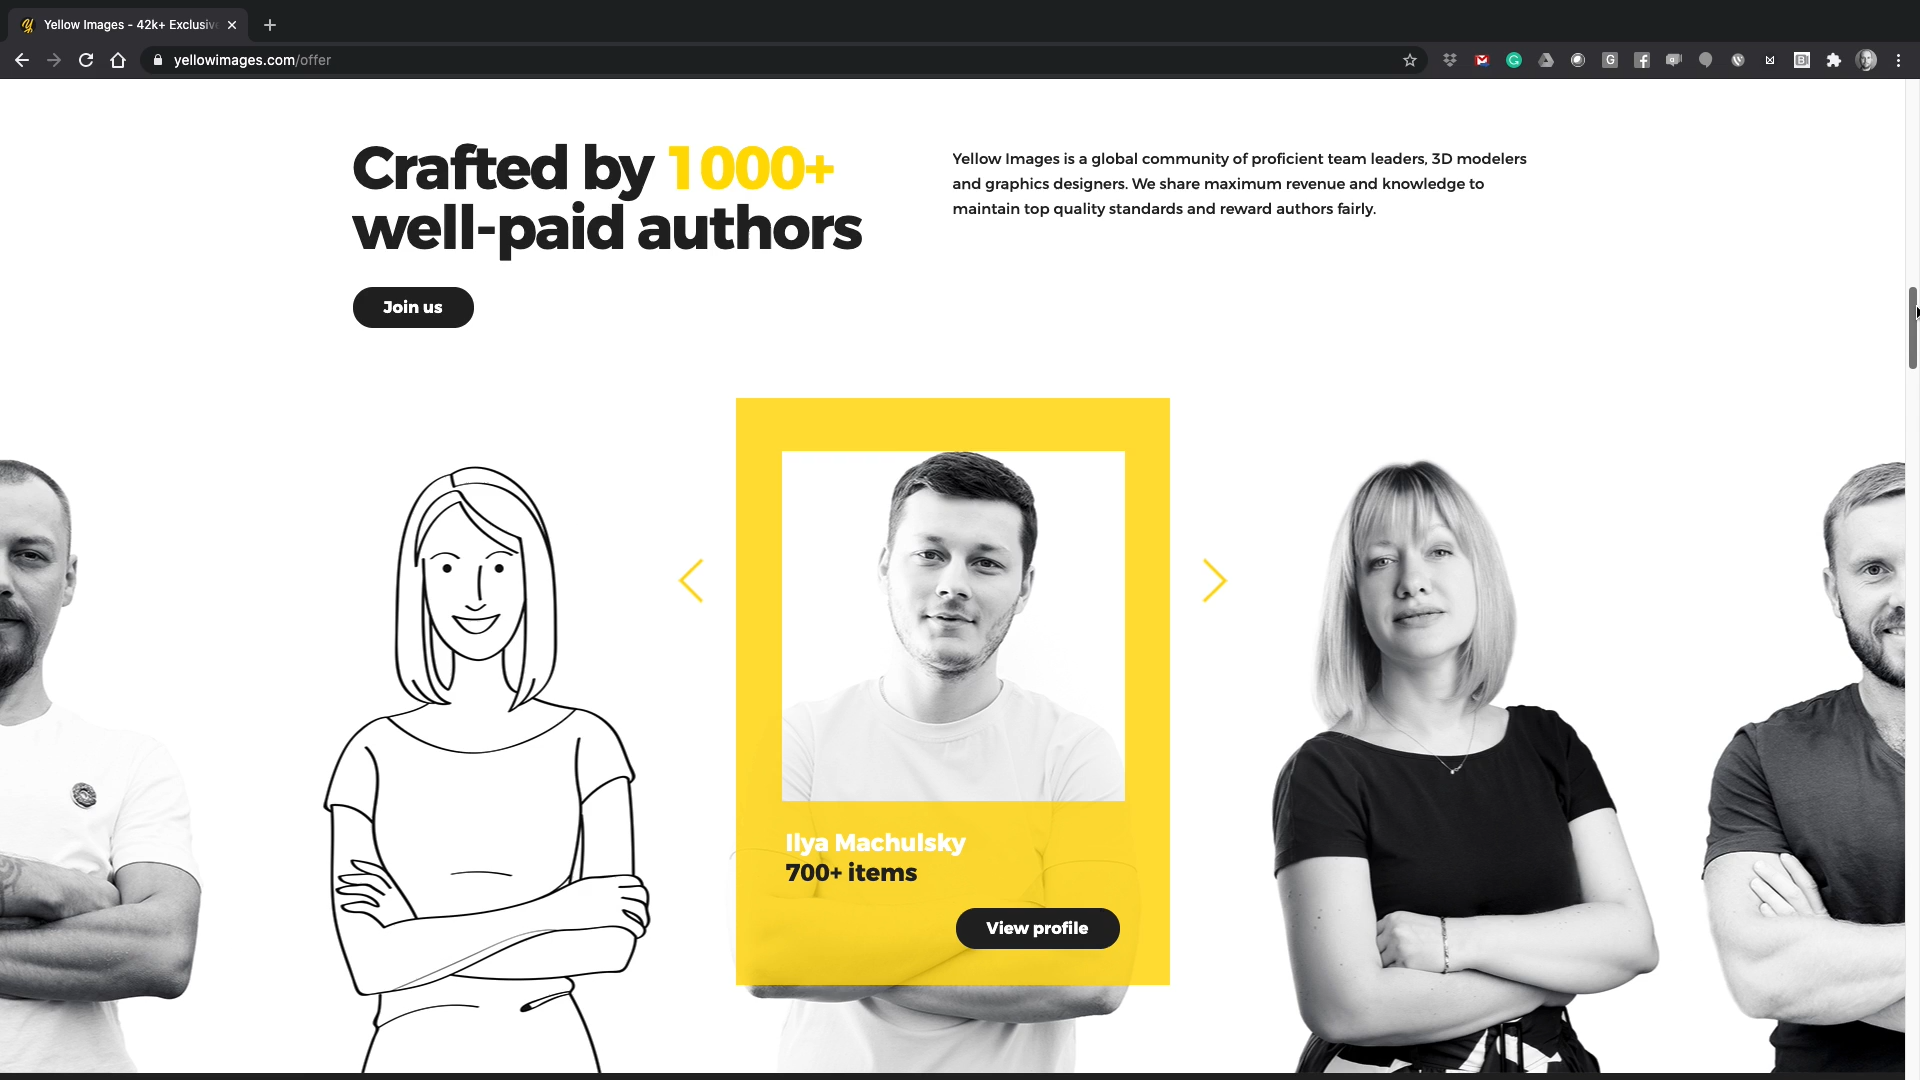 Yellow Images - 42k+ Exclusiv
yellowimages.com/offer
Crafted by 1000+
well-paid authors
Yellow Images is a global community of proficient team leaders, 3D modelers
and graphics designers. We share maximum revenue and knowledge to
maintain top quality standards and reward authors fairly.
Join us
Ilya Machulsky
700+ items
View profile